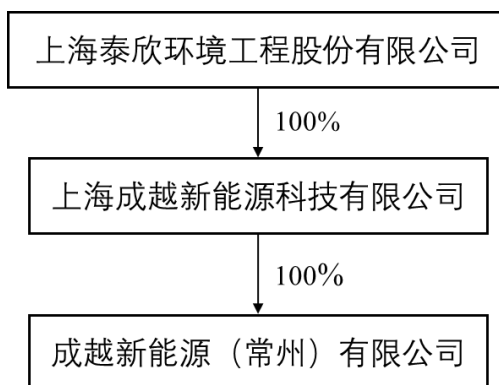 上海泰欣环境工程股份有限公司
100%
上海成越新能源科技有限公司
100%
成越新能源（常州）有限公司